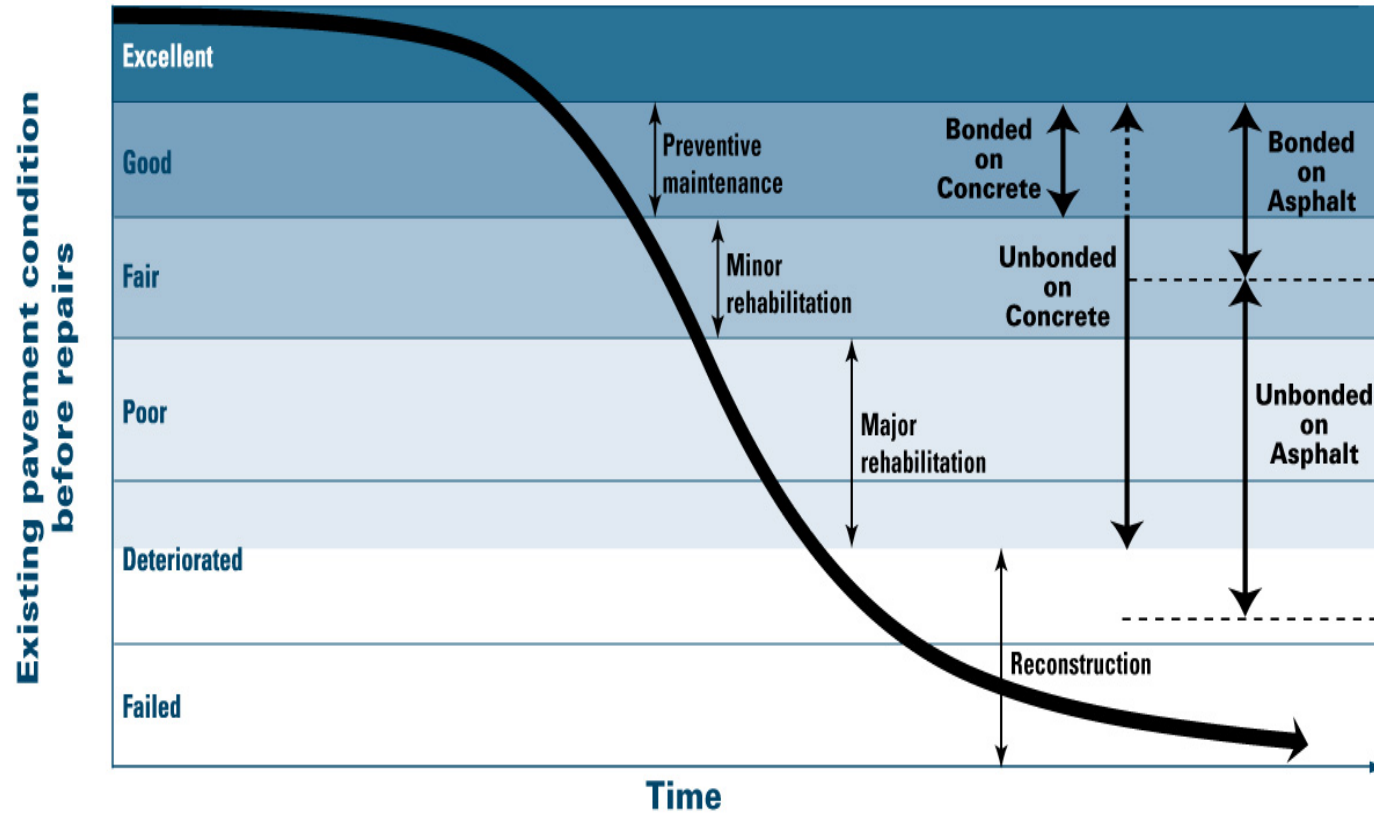 Existing pavement condition
before repairs
Excellent
Good
Fair
Poor
Deteriorated
Failed
Preventive
maintenance
Minor
rehabilitation
Major
rehabilitation
Reconstruction
Bonded
on
Concrete
Unbonded
on
Concrete
Bonded
on
Asphalt
Unbonded
on
Asphalt
Time